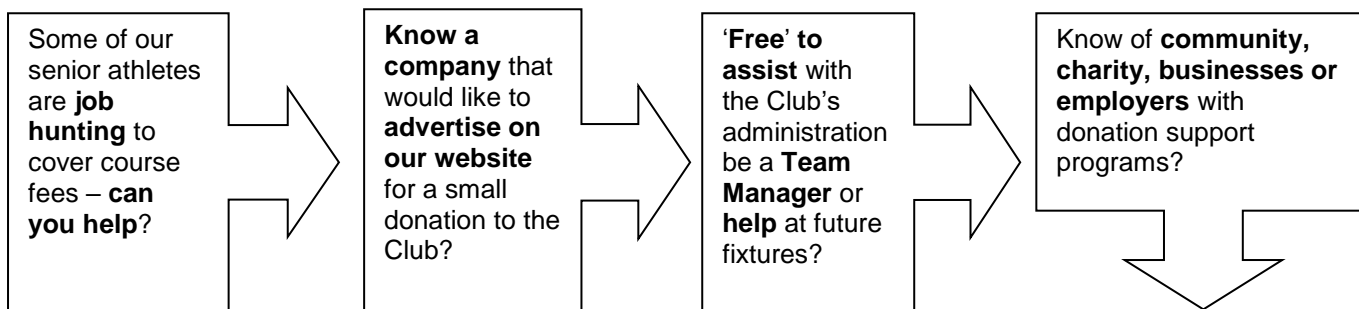 Some of our
senior athletes
are job
hunting to
cover course
fees – can
you help?
Know a
company that
would like to
advertise on
our website
for a small
donation to the
Club?
‘Free’ to
assist with
the Club’s
administration
be a Team
Manager or
help at future
fixtures?
Know of community,
charity, businesses or
employers with
donation support
programs?